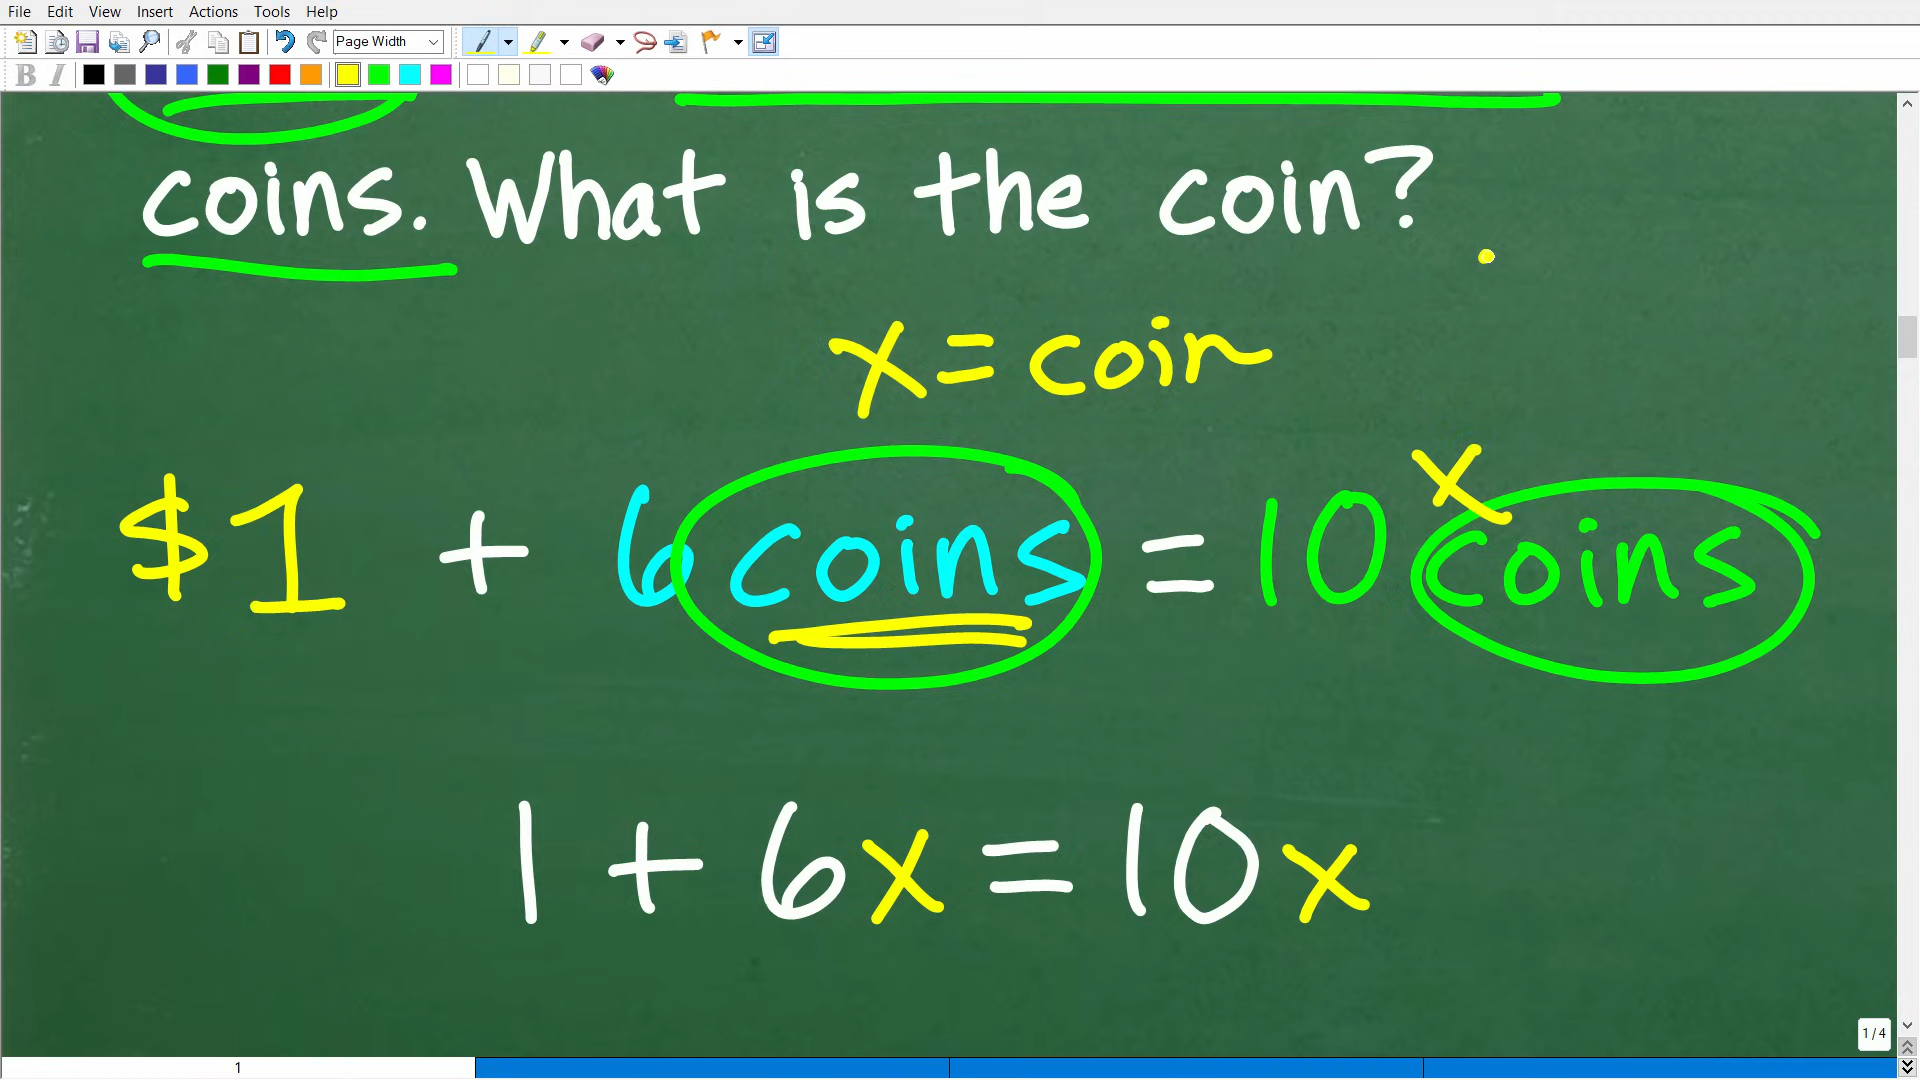 File Edit View Insert Actions Tools Help
Page Width
B I
coins. What is the coin?
x = coin
x
$1 + 6 coins = 10 coins
1 + 6x = 10x
1/4
1